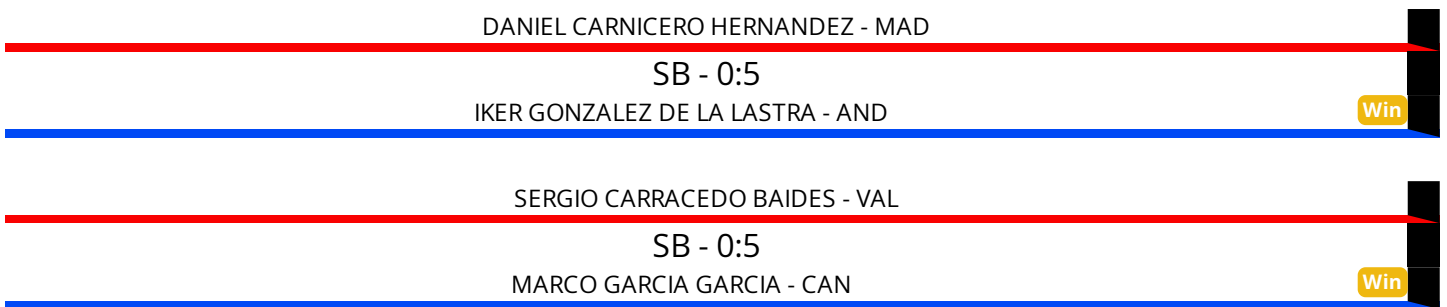 DANIEL CARNICERO HERNANDEZ - MAD
SB - 0:5
IKER GONZALEZ DE LA LASTRA - AND
Win
SERGIO CARRACEDO BAIDES - VAL
SB - 0:5
MARCO GARCIA GARCIA - CAN
Win